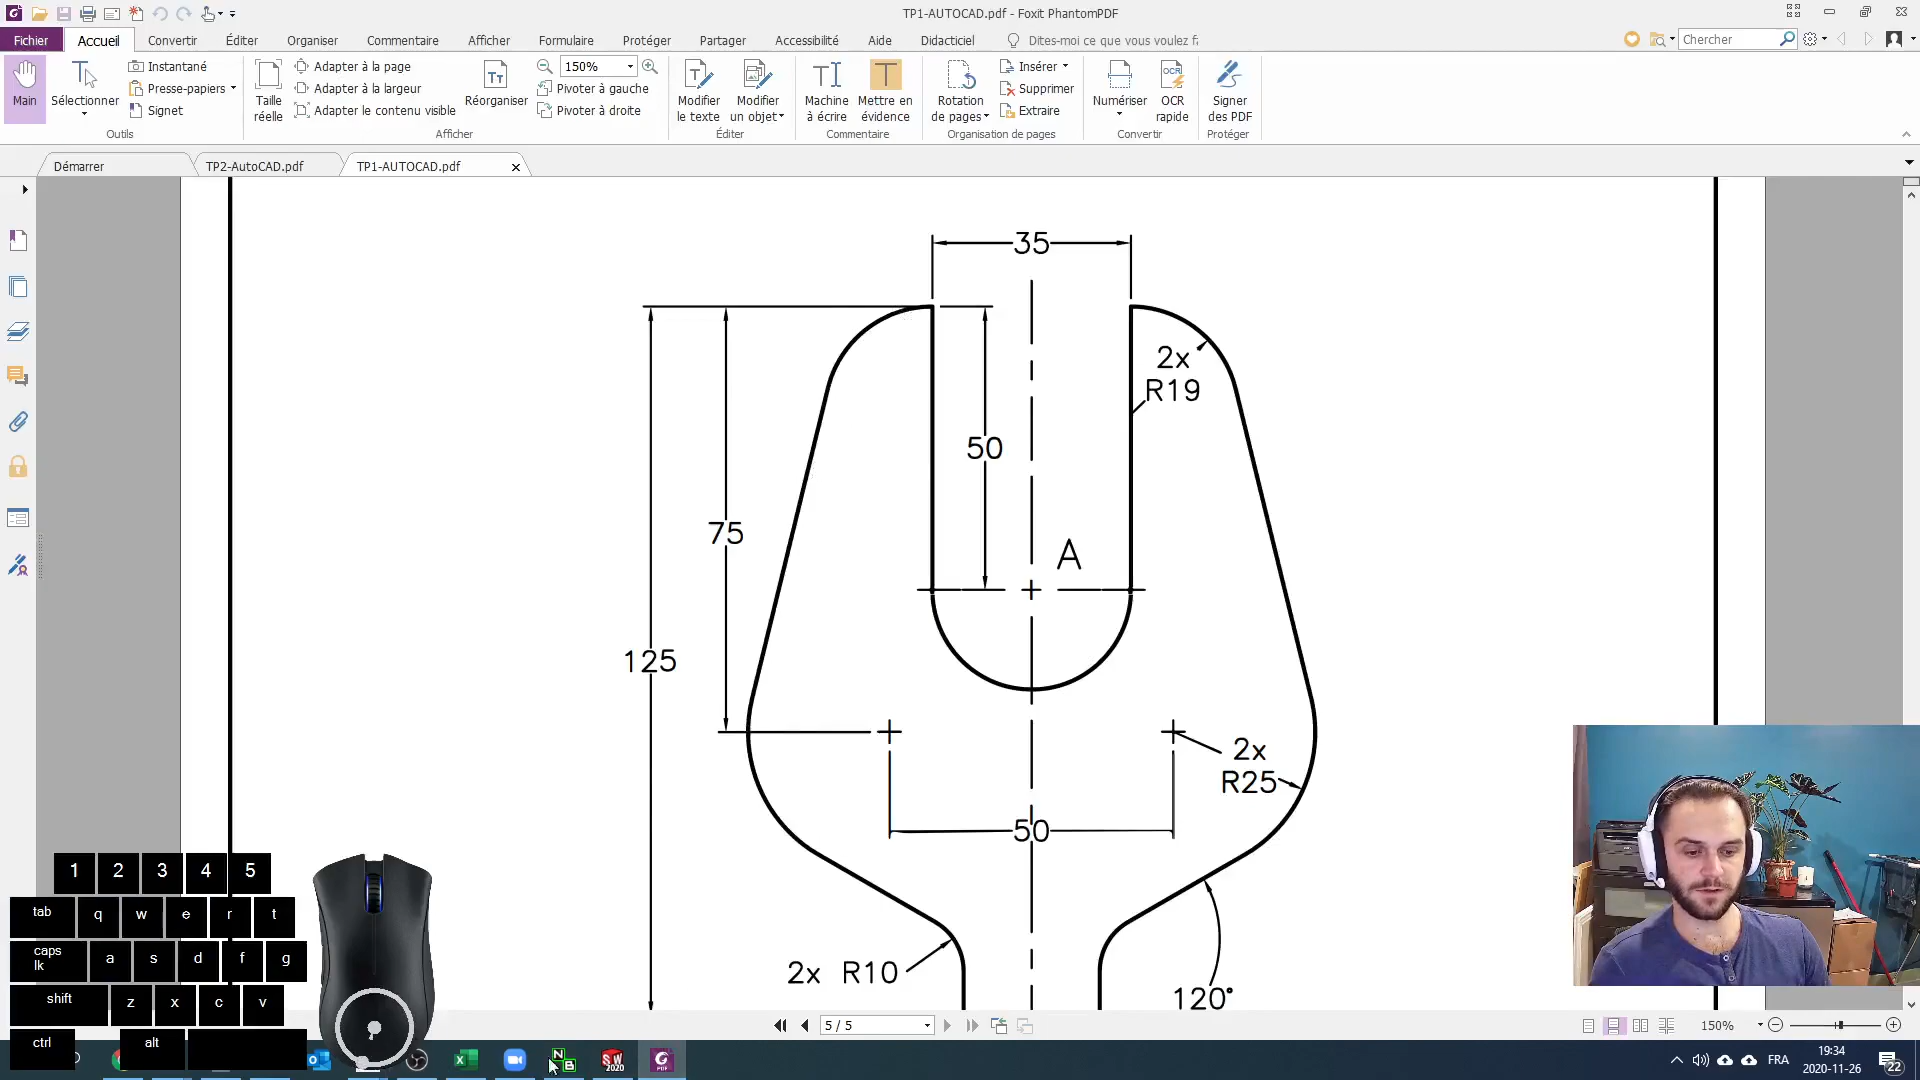 TP1-AUTOCAD.pdf - Foxit PhantomPDF
Fichier Accueil Convertir Éditer Organiser Commentaire Afficher Formulaire Protéger Partager Accessibilité Aide Didacticiel Dites-moi ce que vous voulez fa Chercher
Main
Sélectionner
Instantané
Presse-papiers
Signet
Outils
Taille réelle
Adapter à la page
Adapter à la largeur
Adapter le contenu visible
Réorganiser
150%
Pivoter à gauche
Pivoter à droite
Afficher
Modifier le texte
Modifier un objet
Éditer
Machine à écrire
Mettre en évidence
Commentaire
Rotation de pages
Insérer
Supprimer
Extraire
Organisation de pages
Numériser
OCR rapide
Convertir
Signer des PDF
Protéger
Démarrer TP2-AutoCAD.pdf TP1-AUTOCAD.pdf
35
2x
R19
50
75
A
125
2x
R25
50
2x R10
120°
1 2 3 4 5
tab q w e r t
caps lk a s d f g
shift z x c v
ctrl alt
5 / 5
150%
N B
SW 2020
PDF
FRA
19:34
2020-11-26
22